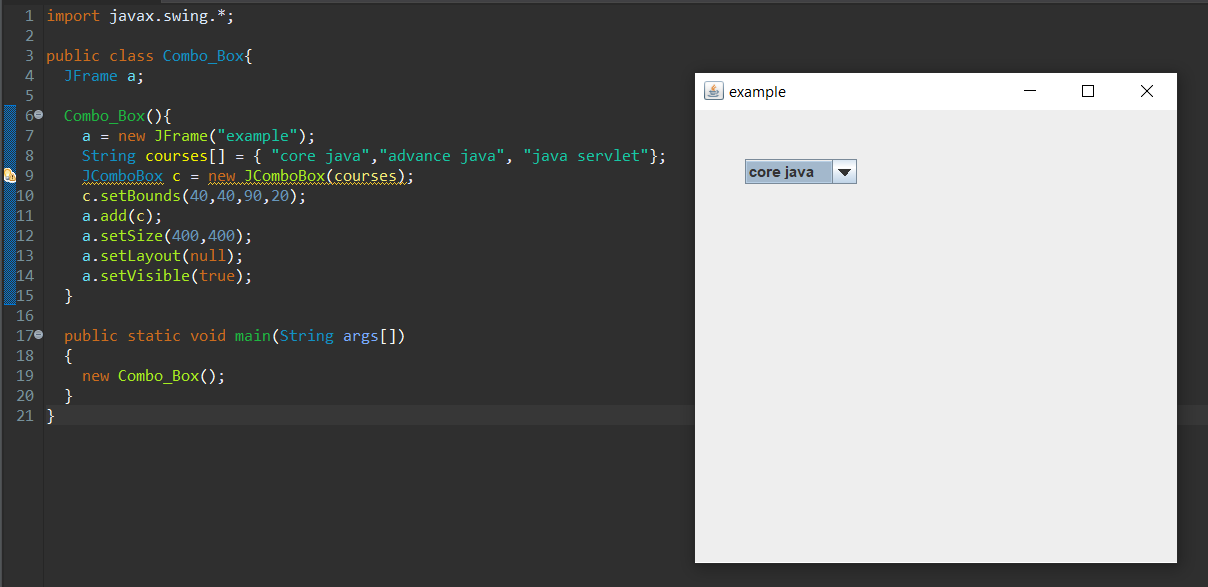 1 import javax.swing.*;
2
3 public class Combo_Box{
4 JFrame a;
5
6 Combo_Box(){
7 a = new JFrame("example");
8 String courses[] = { "core java","advance java", "java servlet"};
9 JComboBox c = new JComboBox(courses);
10 c.setBounds(40,40,90,20);
11 a.add(c);
12 a.setSize(400,400);
13 a.setLayout(null);
14 a.setVisible(true);
15 }
16
17 public static void main(String args[])
18 {
19 new Combo_Box();
20 }
21 }
example
core java